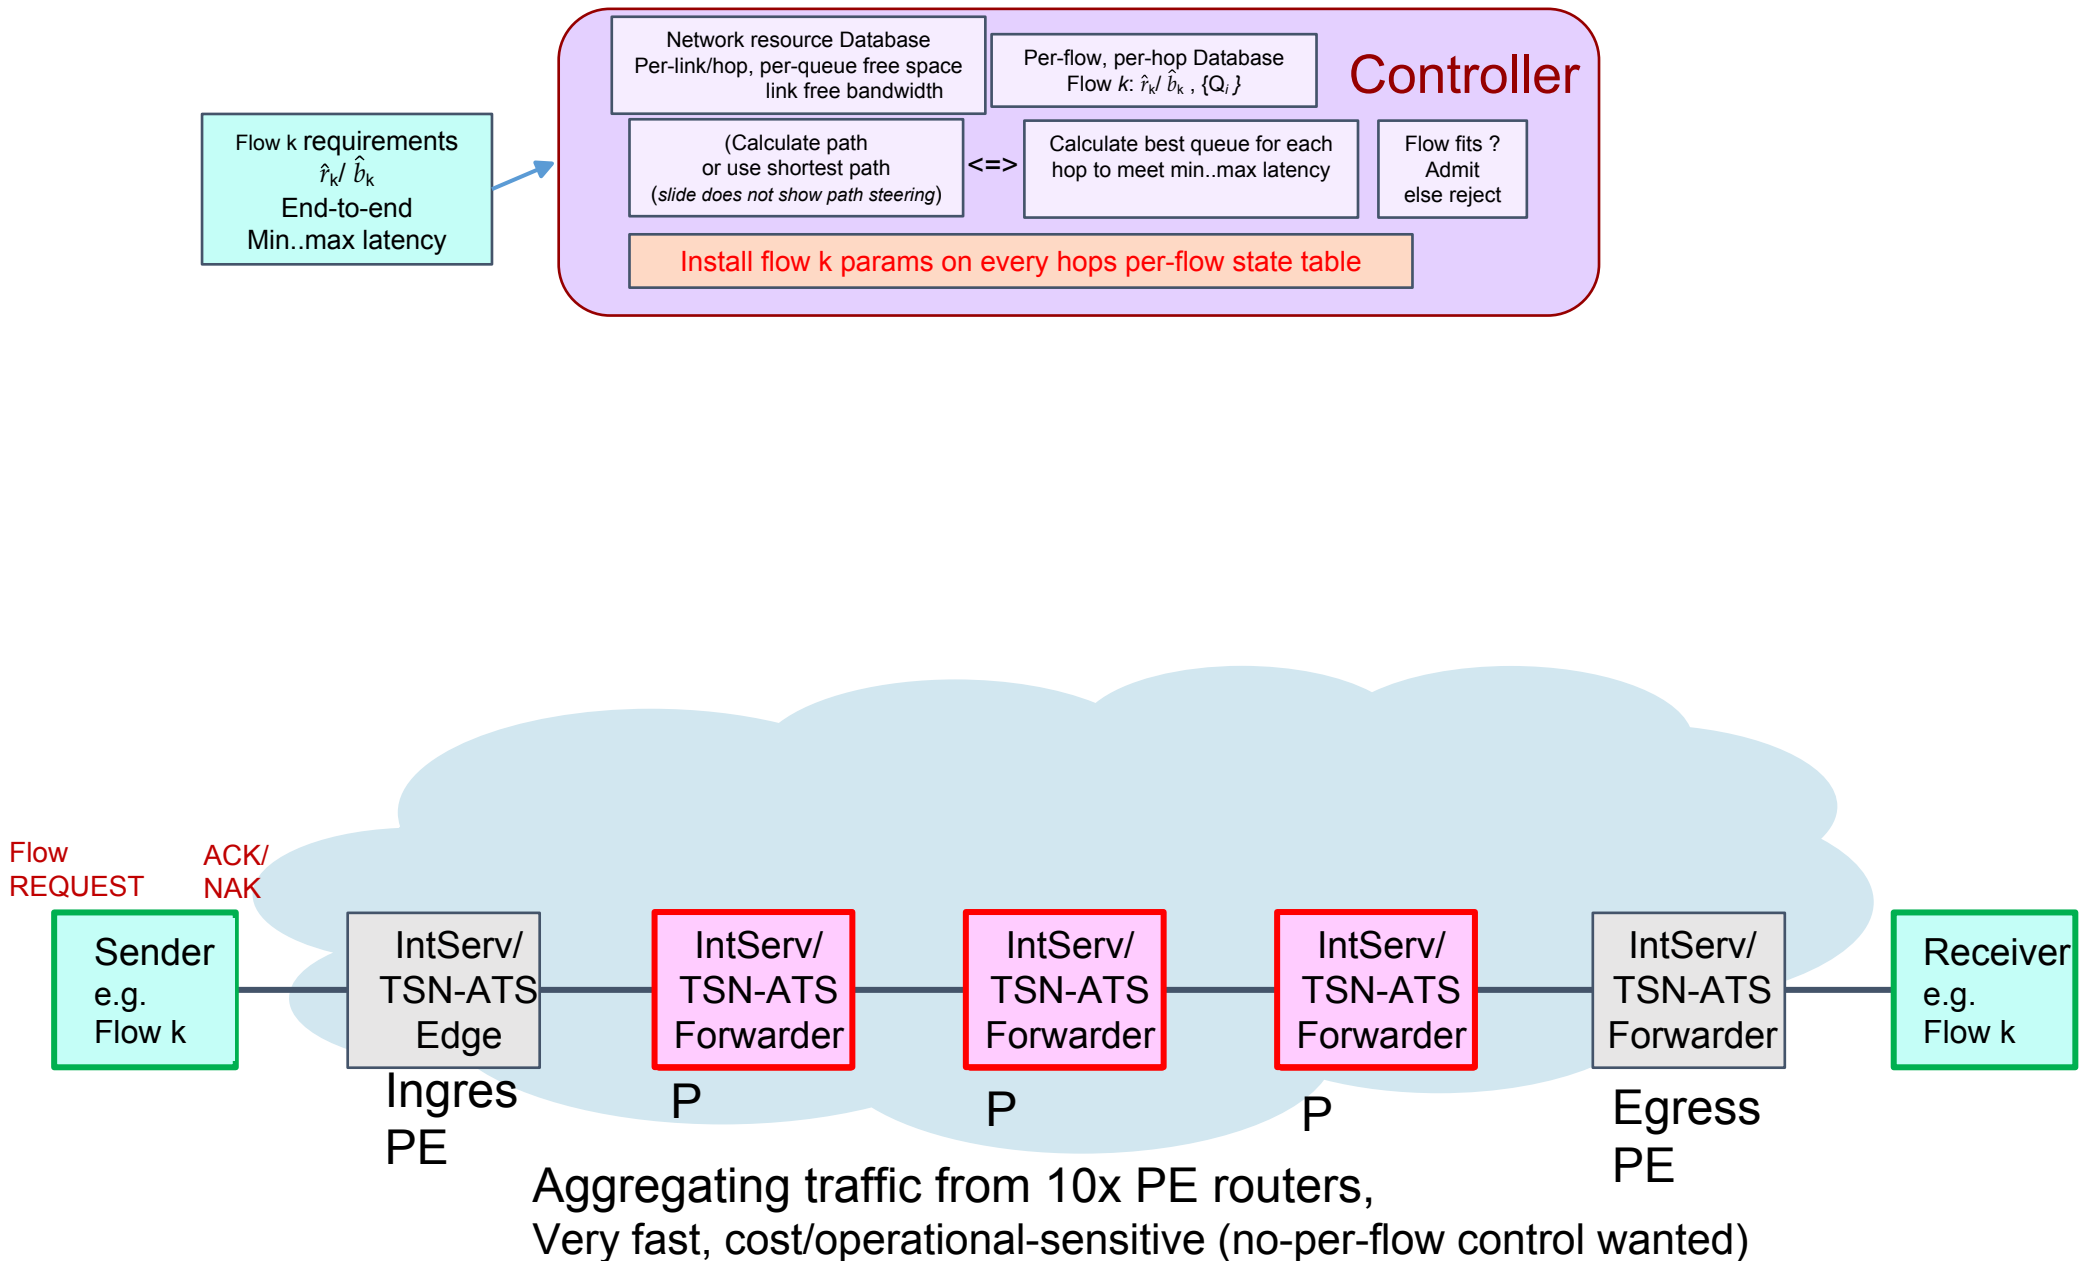 Network resource Database
Per-link/hop, per-queue free space
link free bandwidth
Per-flow, per-hop Database
Flow k: r̂k/ b̂k , {Qi}
Controller
Flow k requirements
r̂k/ b̂k
End-to-end
Min..max latency
(Calculate path
or use shortest path
(slide does not show path steering)
<=>
Calculate best queue for each
hop to meet min..max latency
Flow fits ?
Admit
else reject
Install flow k params on every hops per-flow state table
Flow
REQUEST
ACK/
NAK
Sender
e.g.
Flow k
IntServ/
TSN-ATS
Edge
IntServ/
TSN-ATS
Forwarder
IntServ/
TSN-ATS
Forwarder
IntServ/
TSN-ATS
Forwarder
IntServ/
TSN-ATS
Forwarder
Receiver
e.g.
Flow k
Ingres
PE
P
P
P
Egress
PE
Aggregating traffic from 10x PE routers,
Very fast, cost/operational-sensitive (no-per-flow control wanted)